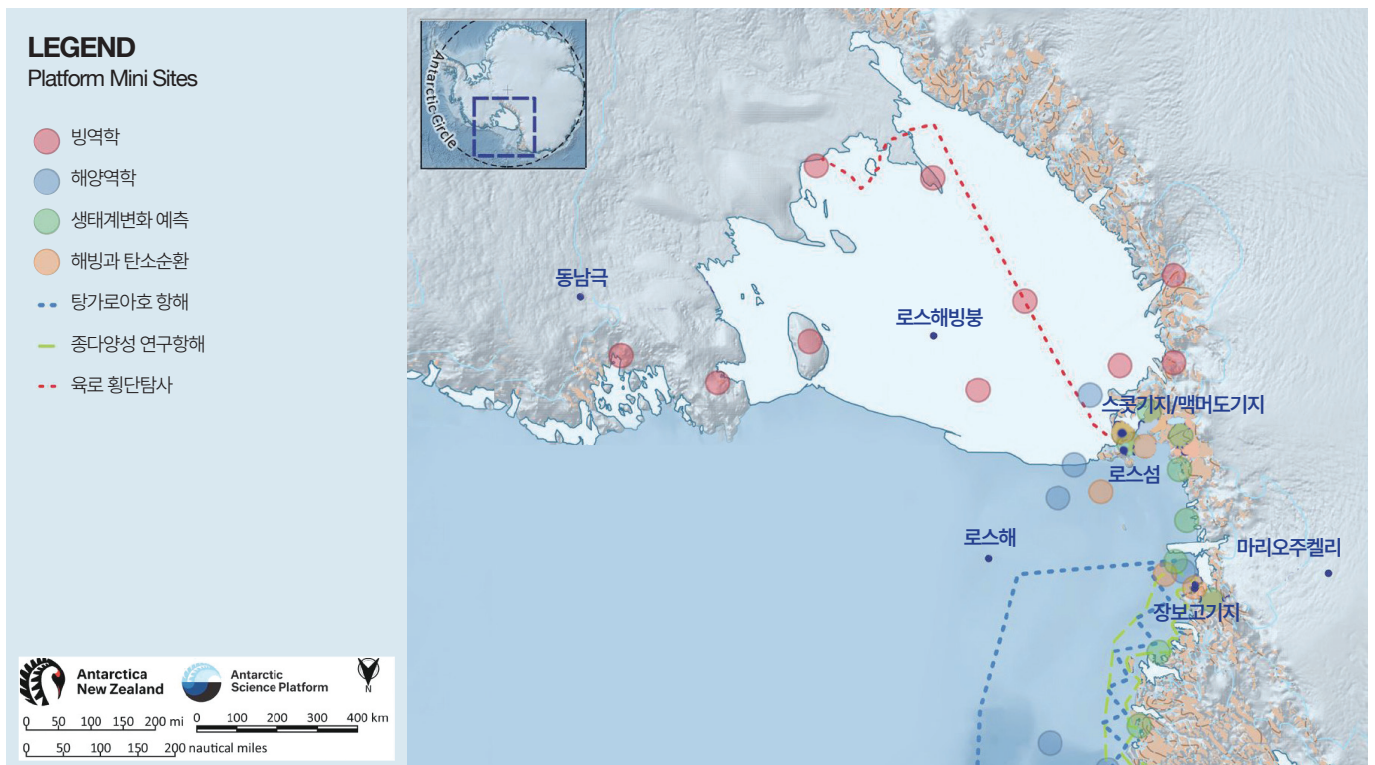 LEGEND
Platform Mini Sites
빙역학
해양역학
생태계변화 예측
해빙과 탄소순환
탕가로아호 항해
종다양성 연구항해
육로 횡단탐사
Antarctica
New Zealand
Antarctic
Science Platform
N
0 50 100 150 200 mi
0 100 200 300 400 km
0 50 100 150 200 nautical miles
Antarctic Circle
동남극
로스해빙붕
스콧기지/맥머도기지
로스섬
로스해
마리오주켈리
장보고기지